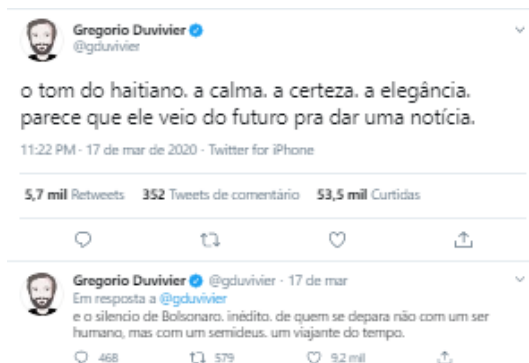 Gregorio Duvivier
@gduvivier
o tom do haitiano. a calma. a certeza. a elegância.
parece que ele veio do futuro pra dar uma notícia.
11:22 PM · 17 de mar de 2020 · Twitter for iPhone
5,7 mil Retweets 352 Tweets de comentário 53,5 mil Curtidas
Gregorio Duvivier @gduvivier · 17 de mar
Em resposta a @gduvivier
e o silencio de Bolsonaro. inédito. de quem se depara não com um ser
humano, mas com um semideus. um viajante do tempo.
468 579 9,2 mil